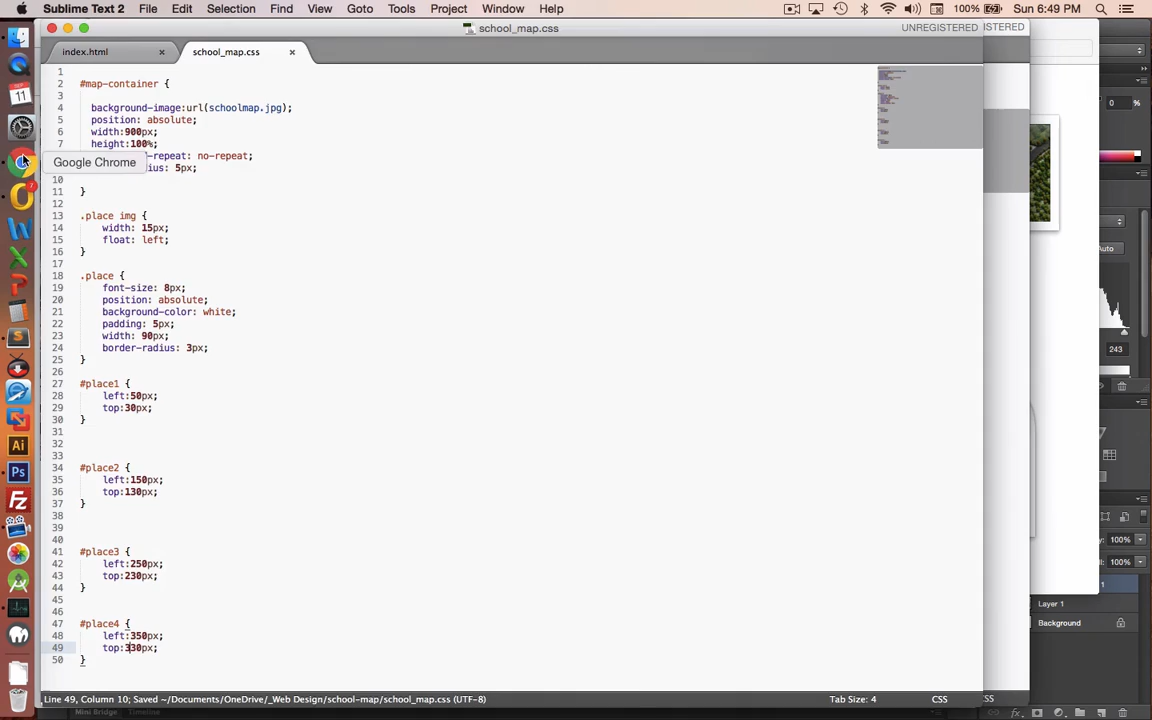 Sublime Text 2 File Edit Selection Find View Goto Tools Project Window Help 100% Sun 6:49 PM
school_map.css UNREGISTERED
index.html × school_map.css ×
1
2 #map-container {
3
4 background-image:url(schoolmap.jpg);
5 position: absolute;
6 width:900px;
7 height:100%;
-repeat: no-repeat;
Google Chrome
5px;
10
11 }
12
13 .place img {
14 width: 15px;
15 float: left;
16 }
17
18 .place {
19 font-size: 8px;
20 position: absolute;
21 background-color: white;
22 padding: 5px;
23 width: 90px;
24 border-radius: 3px;
25 }
26
27 #place1 {
28 left:50px;
29 top:30px;
30 }
31
32
33
34 #place2 {
35 left:150px;
36 top:130px;
37 }
38
39
40
41 #place3 {
42 left:250px;
43 top:230px;
44 }
45
46
47 #place4 {
48 left:350px;
49 top:330px;
50 }
Line 49, Column 10; Saved ~/Documents/OneDrive/_Web Design/school-map/school_map.css (UTF-8) Tab Size: 4 CSS
0 %
Auto
243
100%
100%
1
Layer 1
Background
Mini Bridge Timeline